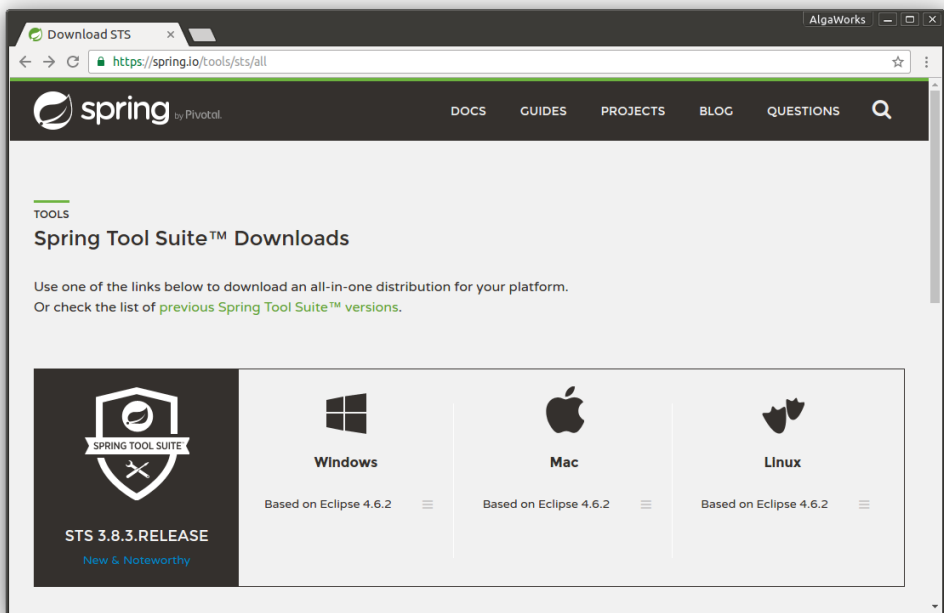 AlgaWorks
Download STS
https://spring.io/tools/sts/all
spring by Pivotal.
DOCS GUIDES PROJECTS BLOG QUESTIONS
TOOLS
Spring Tool Suite™ Downloads
Use one of the links below to download an all-in-one distribution for your platform.
Or check the list of previous Spring Tool Suite™ versions.
SPRING TOOL SUITE
STS 3.8.3.RELEASE
New & Noteworthy
Windows
Based on Eclipse 4.6.2
Mac
Based on Eclipse 4.6.2
Linux
Based on Eclipse 4.6.2